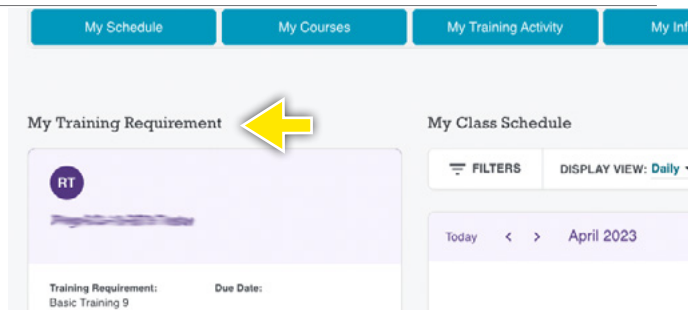 My Schedule
My Courses
My Training Activity
My Inf
My Training Requirement
RT
Training Requirement:
Due Date:
Basic Training 9
My Class Schedule
FILTERS
DISPLAY VIEW: Daily
Today < > April 2023